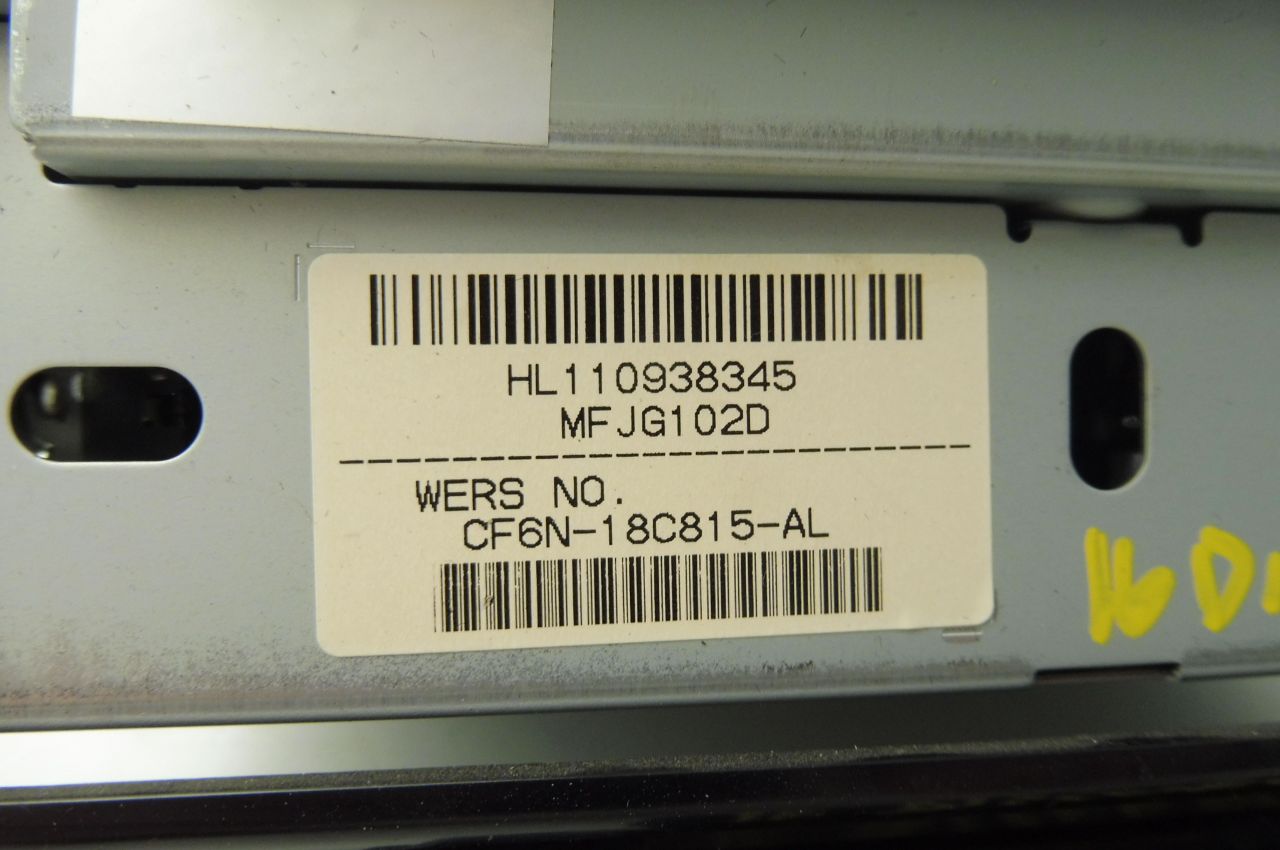 HL110938345
MFJG102D
WERS NO.
CF6N-18C815-AL